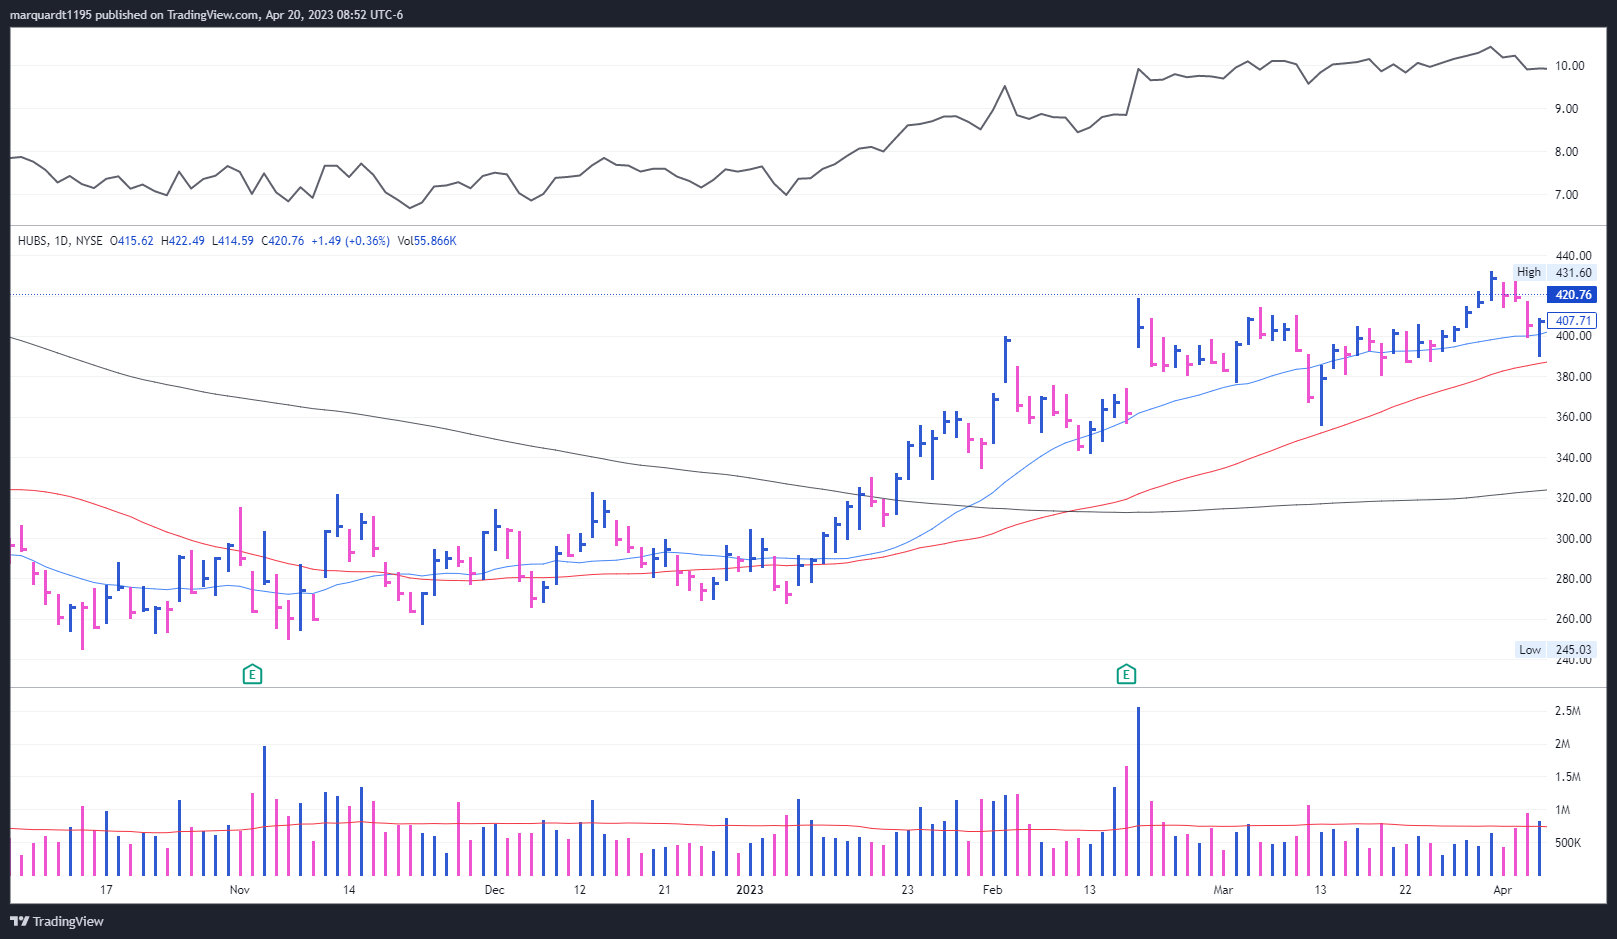 marquardt1195 published on TradingView.com, Apr 20, 2023 08:52 UTC-6
10.00
9.00
8.00
7.00
HUBS, 1D, NYSE O415.62 H422.49 L414.59 C420.76 +1.49 (+0.36%) Vol55.866K
440.00
High 431.60
420.76
407.71
400.00
380.00
360.00
340.00
320.00
300.00
280.00
260.00
Low 245.03
240.00
E E
2.5M
2M
1.5M
1M
500K
17 Nov 14 Dec 12 21 2023 23 Feb 13 Mar 13 22 Apr
TradingView